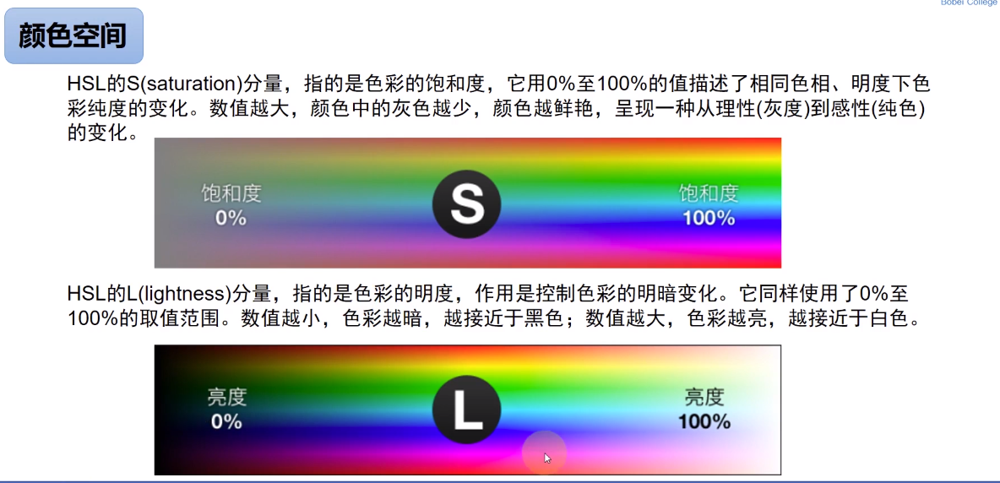 Bobei College
颜色空间
HSL的S(saturation)分量，指的是色彩的饱和度，它用0%至100%的值描述了相同色相、明度下色
彩纯度的变化。数值越大，颜色中的灰色越少，颜色越鲜艳，呈现一种从理性(灰度)到感性(纯色)
的变化。
饱和度
0%
S
饱和度
100%
HSL的L(lightness)分量，指的是色彩的明度，作用是控制色彩的明暗变化。它同样使用了0%至
100%的取值范围。数值越小，色彩越暗，越接近于黑色；数值越大，色彩越亮，越接近于白色。
亮度
0%
L
亮度
100%